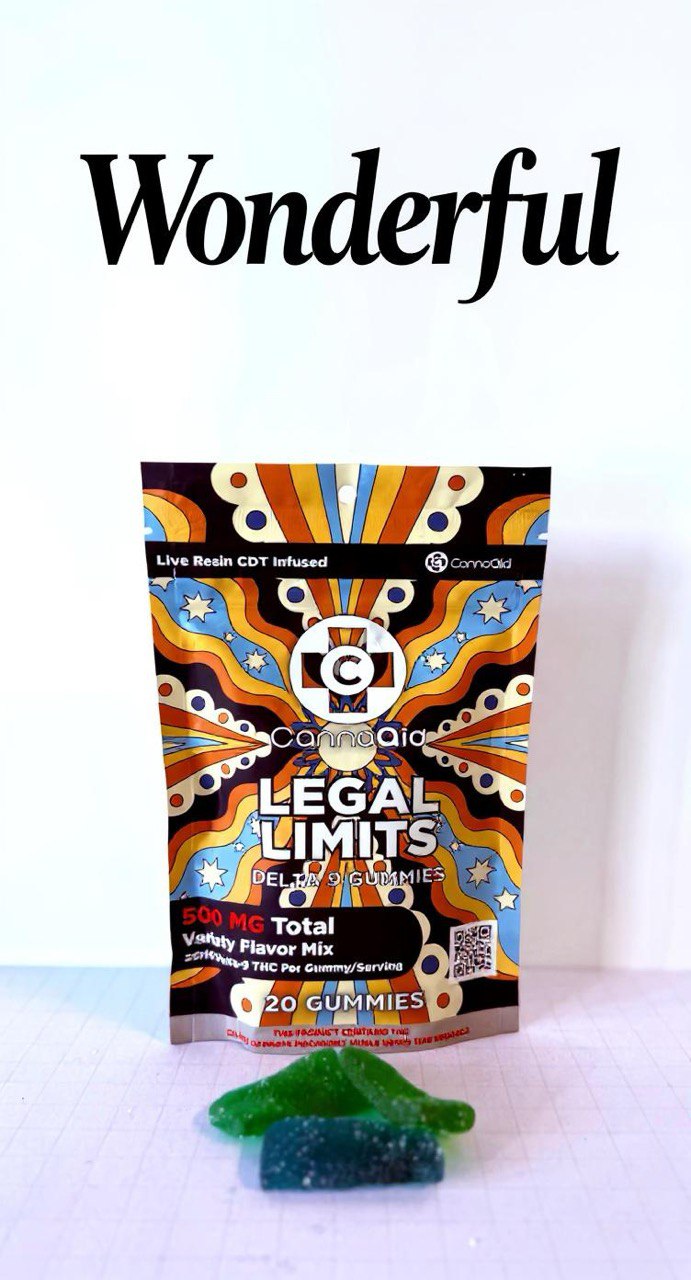 Wonderful
Live Resin CDT Infused
CannaAid
C
CannaAid
LEGAL
LIMITS
DELTA 9 GUMMIES
500 MG Total
Variety Flavor Mix
THC Per Gummy/Serving
20 GUMMIES